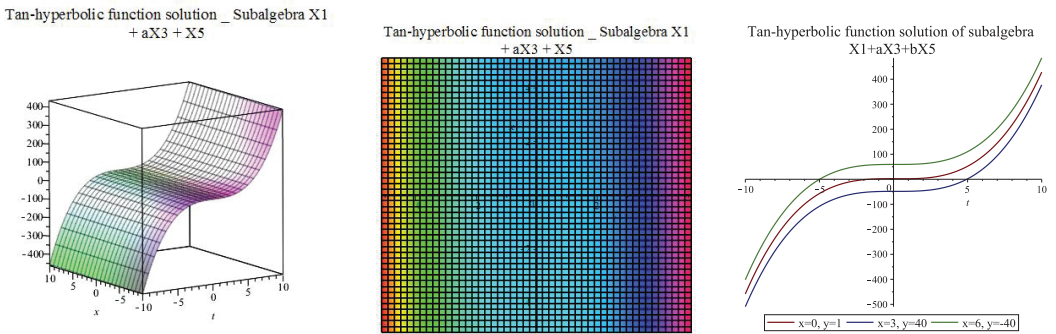 Tan-hyperbolic function solution _ Subalgebra X1
+ aX3 + X5
400
300
200
100
0
-100
-200
-300
-400
10
5
0
-5
-10
x
-10
-5
0
5
10
t
Tan-hyperbolic function solution _ Subalgebra X1
+ aX3 + X5
Tan-hyperbolic function solution of subalgebra
X1+aX3+bX5
400
300
200
100
-10
-5
5
10
t
-100
-200
-300
-400
-500
x=0, y=1
x=3, y=40
x=6, y=-40